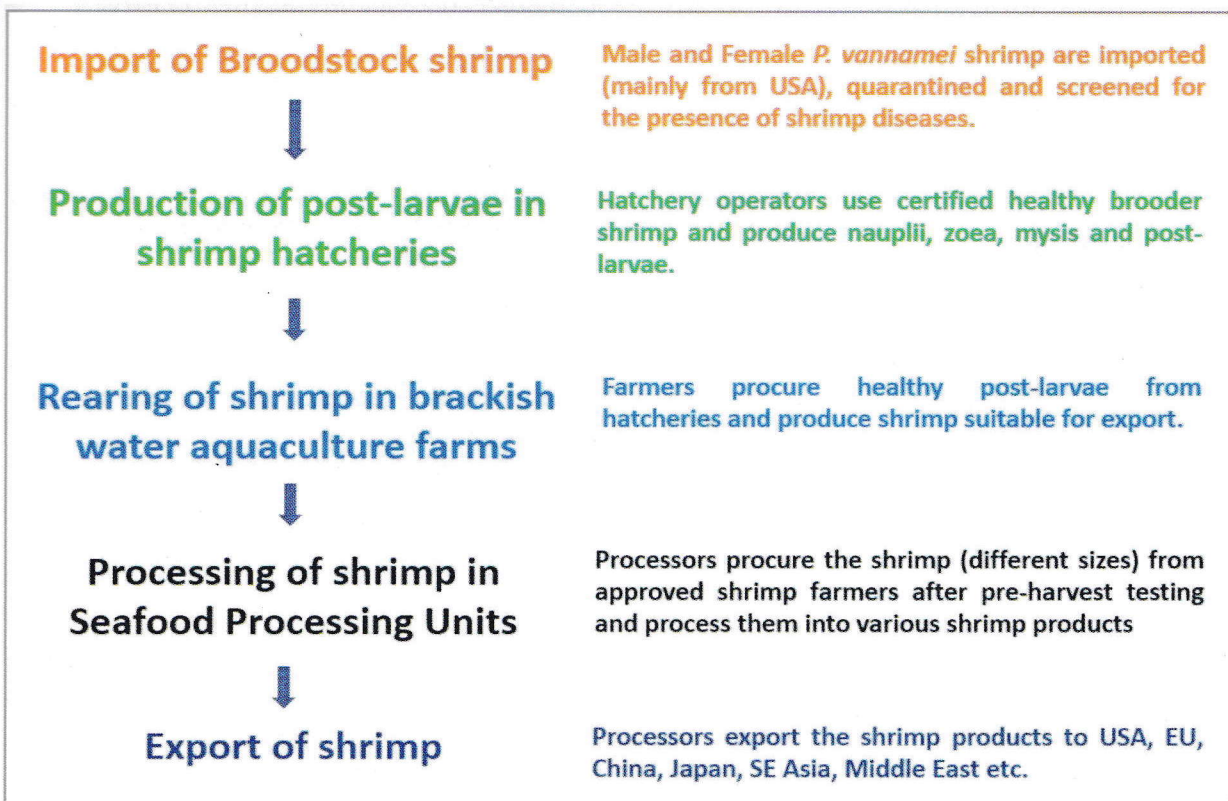 Import of Broodstock shrimp
Male and Female P. vannamei shrimp are imported
(mainly from USA), quarantined and screened for
the presence of shrimp diseases.
Production of post-larvae in
shrimp hatcheries
Hatchery operators use certified healthy brooder
shrimp and produce nauplii, zoea, mysis and post-
larvae.
Rearing of shrimp in brackish
water aquaculture farms
Farmers procure healthy post-larvae from
hatcheries and produce shrimp suitable for export.
Processing of shrimp in
Seafood Processing Units
Processors procure the shrimp (different sizes) from
approved shrimp farmers after pre-harvest testing
and process them into various shrimp products
Export of shrimp
Processors export the shrimp products to USA, EU,
China, Japan, SE Asia, Middle East etc.